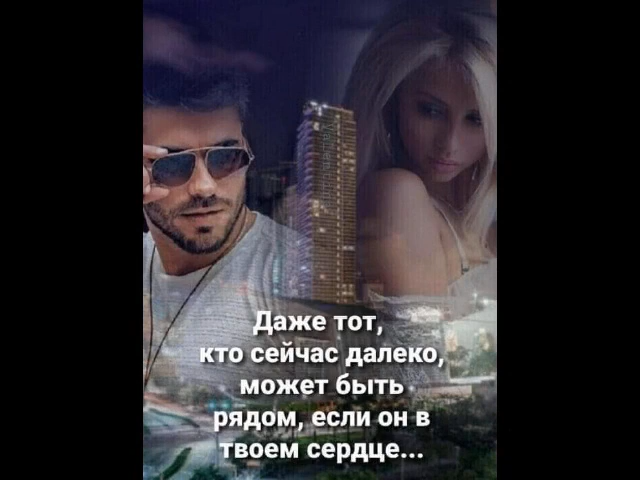 Даже тот,
кто сейчас далеко,
может быть
рядом, если он в
твоем сердце...